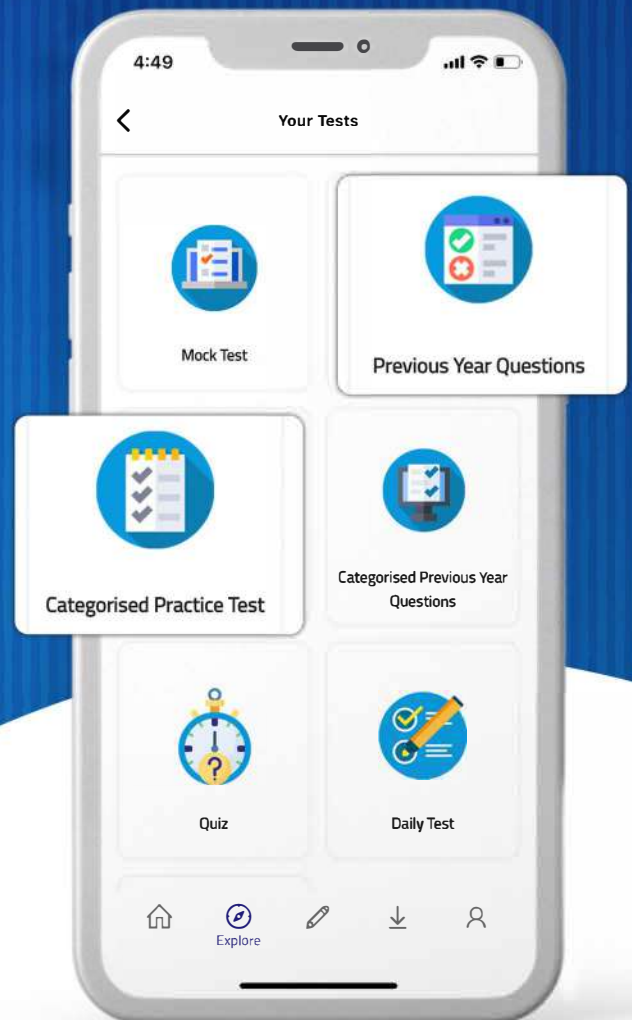 4:49
Your Tests
Mock Test
Previous Year Questions
Categorised Practice Test
Categorised Previous Year
Questions
?
Quiz
Daily Test
Explore